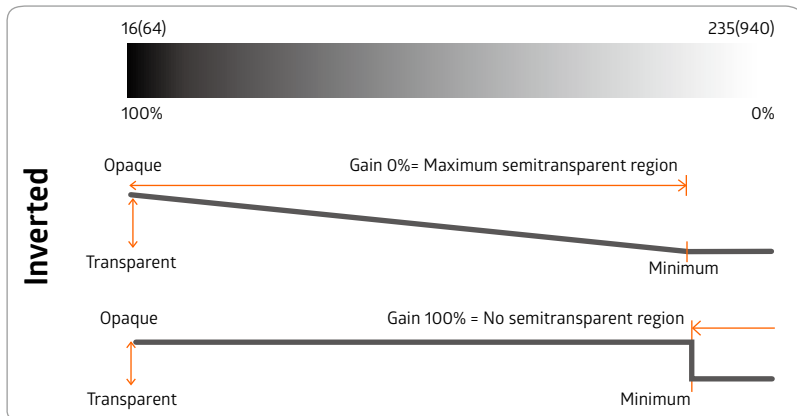 16(64) 235(940)
100% 0%
Inverted
Opaque Gain 0%= Maximum semitransparent region
Transparent Minimum
Opaque Gain 100% = No semitransparent region
Transparent Minimum